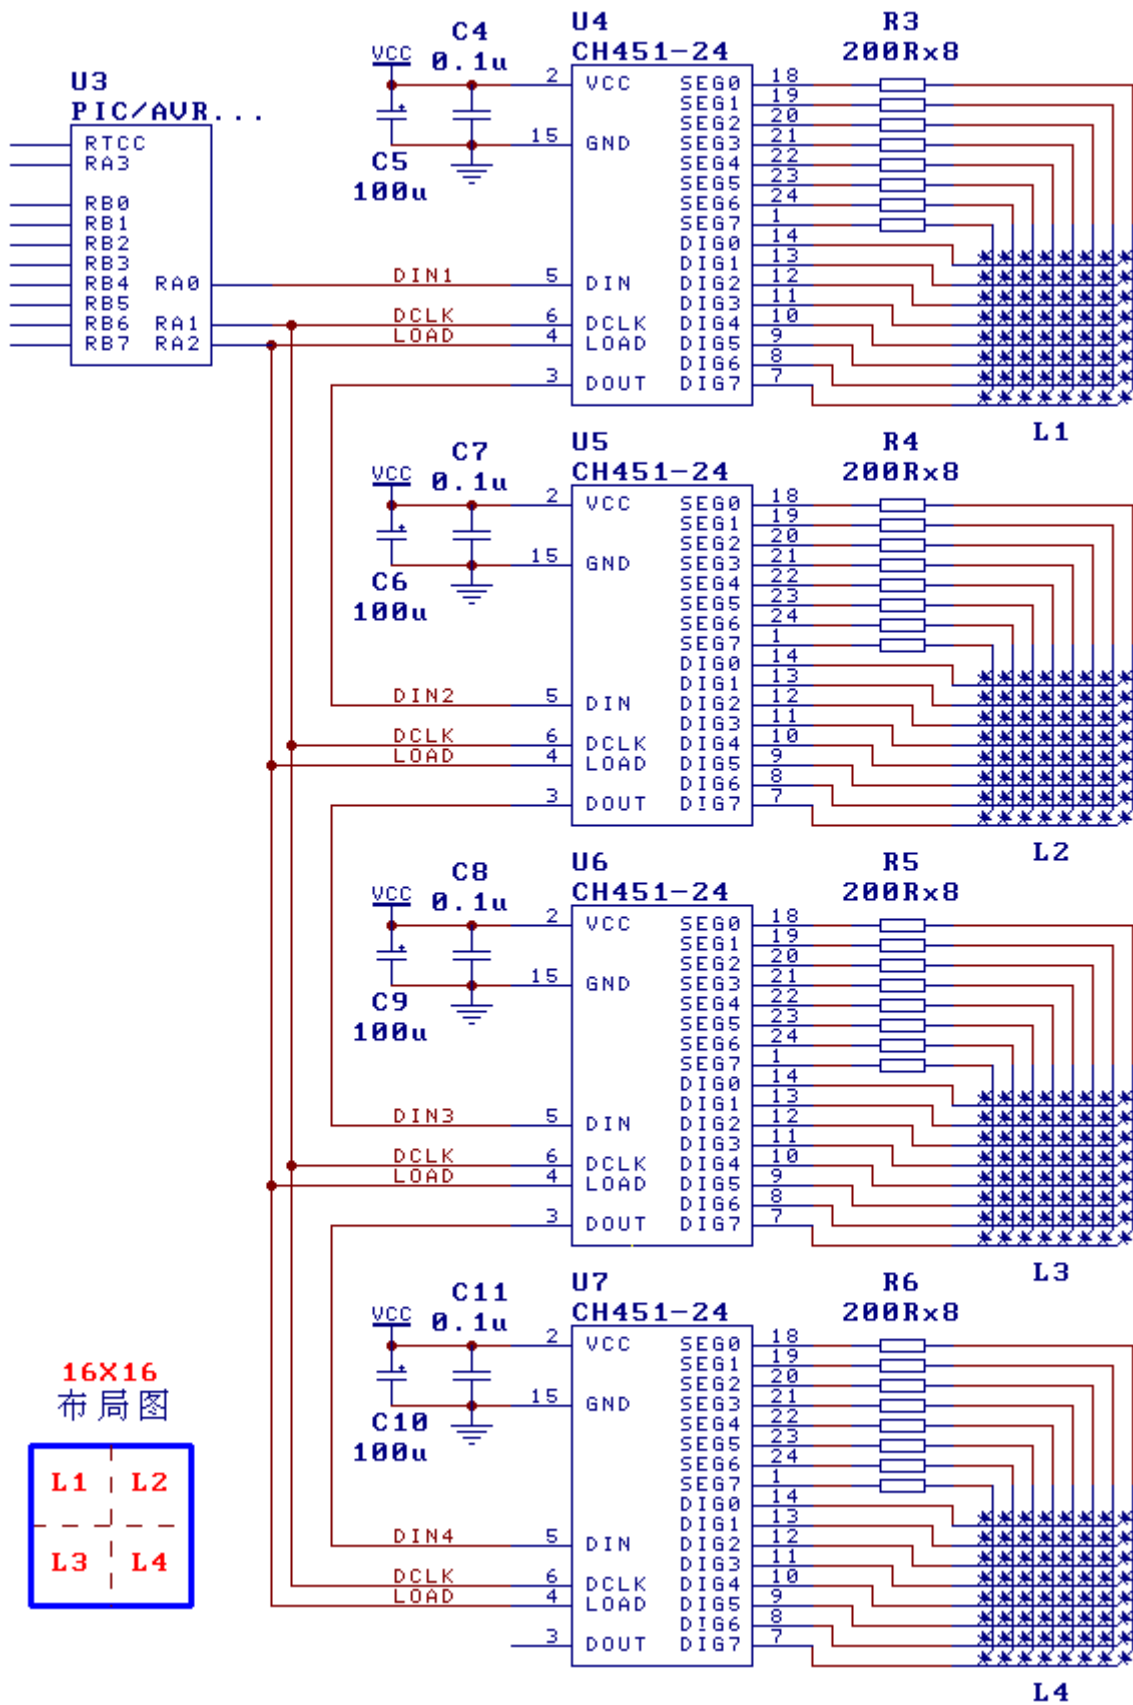 U3
PIC/AVR...
RTCC
RA3
RB0
RB1
RB2
RB3
RB4 RA0
RB5
RB6 RA1
RB7 RA2
C4
0.1u
VCC
C5
100u
U4
CH451-24
R3
200Rx8
2 VCC SEG0 18
SEG1 19
SEG2 20
15 GND SEG3 21
SEG4 22
SEG5 23
SEG6 24
SEG7 1
DIG0 14
DIG1 13
DIN1 5 DIN DIG2 12
DIG3 11
DCLK 6 DCLK DIG4 10
LOAD 4 LOAD DIG5 9
DIG6 8
3 DOUT DIG7 7
L1
C7
0.1u
VCC
C6
100u
U5
CH451-24
R4
200Rx8
2 VCC SEG0 18
SEG1 19
SEG2 20
15 GND SEG3 21
SEG4 22
SEG5 23
SEG6 24
SEG7 1
DIG0 14
DIG1 13
DIN2 5 DIN DIG2 12
DIG3 11
DCLK 6 DCLK DIG4 10
LOAD 4 LOAD DIG5 9
DIG6 8
3 DOUT DIG7 7
L2
C8
0.1u
VCC
C9
100u
U6
CH451-24
R5
200Rx8
2 VCC SEG0 18
SEG1 19
SEG2 20
15 GND SEG3 21
SEG4 22
SEG5 23
SEG6 24
SEG7 1
DIG0 14
DIG1 13
DIN3 5 DIN DIG2 12
DIG3 11
DCLK 6 DCLK DIG4 10
LOAD 4 LOAD DIG5 9
DIG6 8
3 DOUT DIG7 7
L3
C11
0.1u
VCC
C10
100u
U7
CH451-24
R6
200Rx8
2 VCC SEG0 18
SEG1 19
SEG2 20
15 GND SEG3 21
SEG4 22
SEG5 23
SEG6 24
SEG7 1
DIG0 14
DIG1 13
DIN4 5 DIN DIG2 12
DIG3 11
DCLK 6 DCLK DIG4 10
LOAD 4 LOAD DIG5 9
DIG6 8
3 DOUT DIG7 7
L4
16X16
布局图
L1 L2
L3 L4